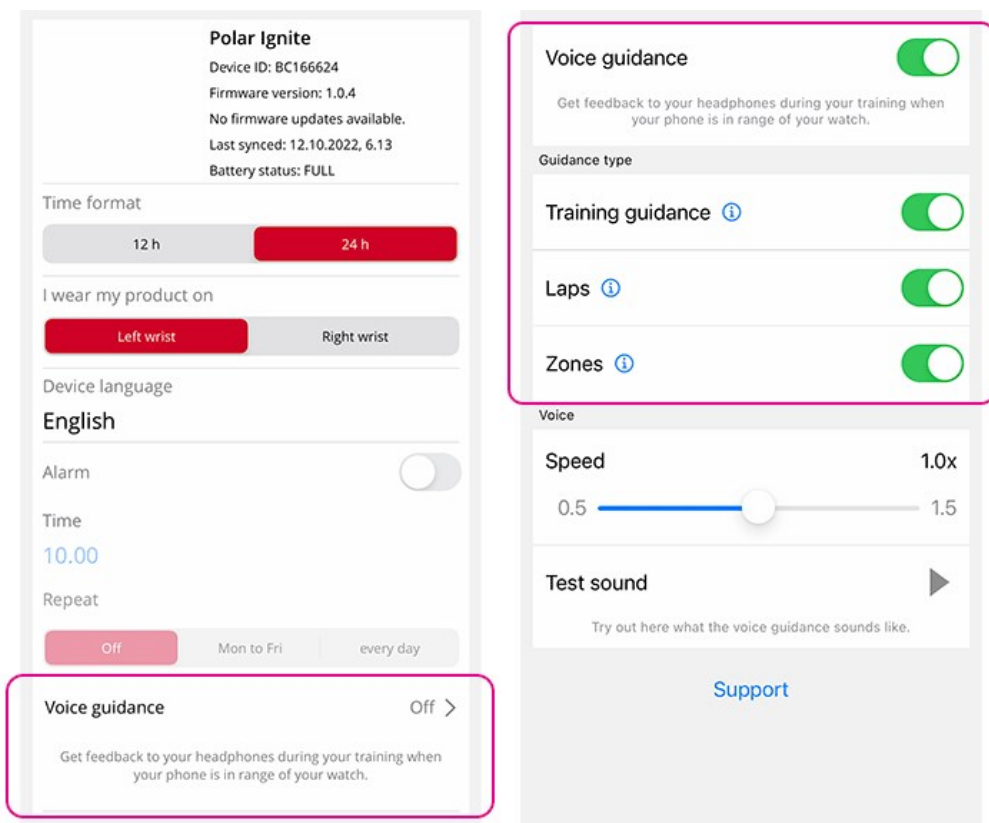 Polar Ignite
Device ID: BC166624
Firmware version: 1.0.4
No firmware updates available.
Last synced: 12.10.2022, 6.13
Battery status: FULL
Time format
12 h
24 h
I wear my product on
Left wrist
Right wrist
Device language
English
Alarm
Time
10.00
Repeat
Off
Mon to Fri
every day
Voice guidance
Off
Get feedback to your headphones during your training when
your phone is in range of your watch.
Voice guidance
Get feedback to your headphones during your training when
your phone is in range of your watch.
Guidance type
Training guidance
Laps
Zones
Voice
Speed
1.0x
0.5
1.5
Test sound
Try out here what the voice guidance sounds like.
Support